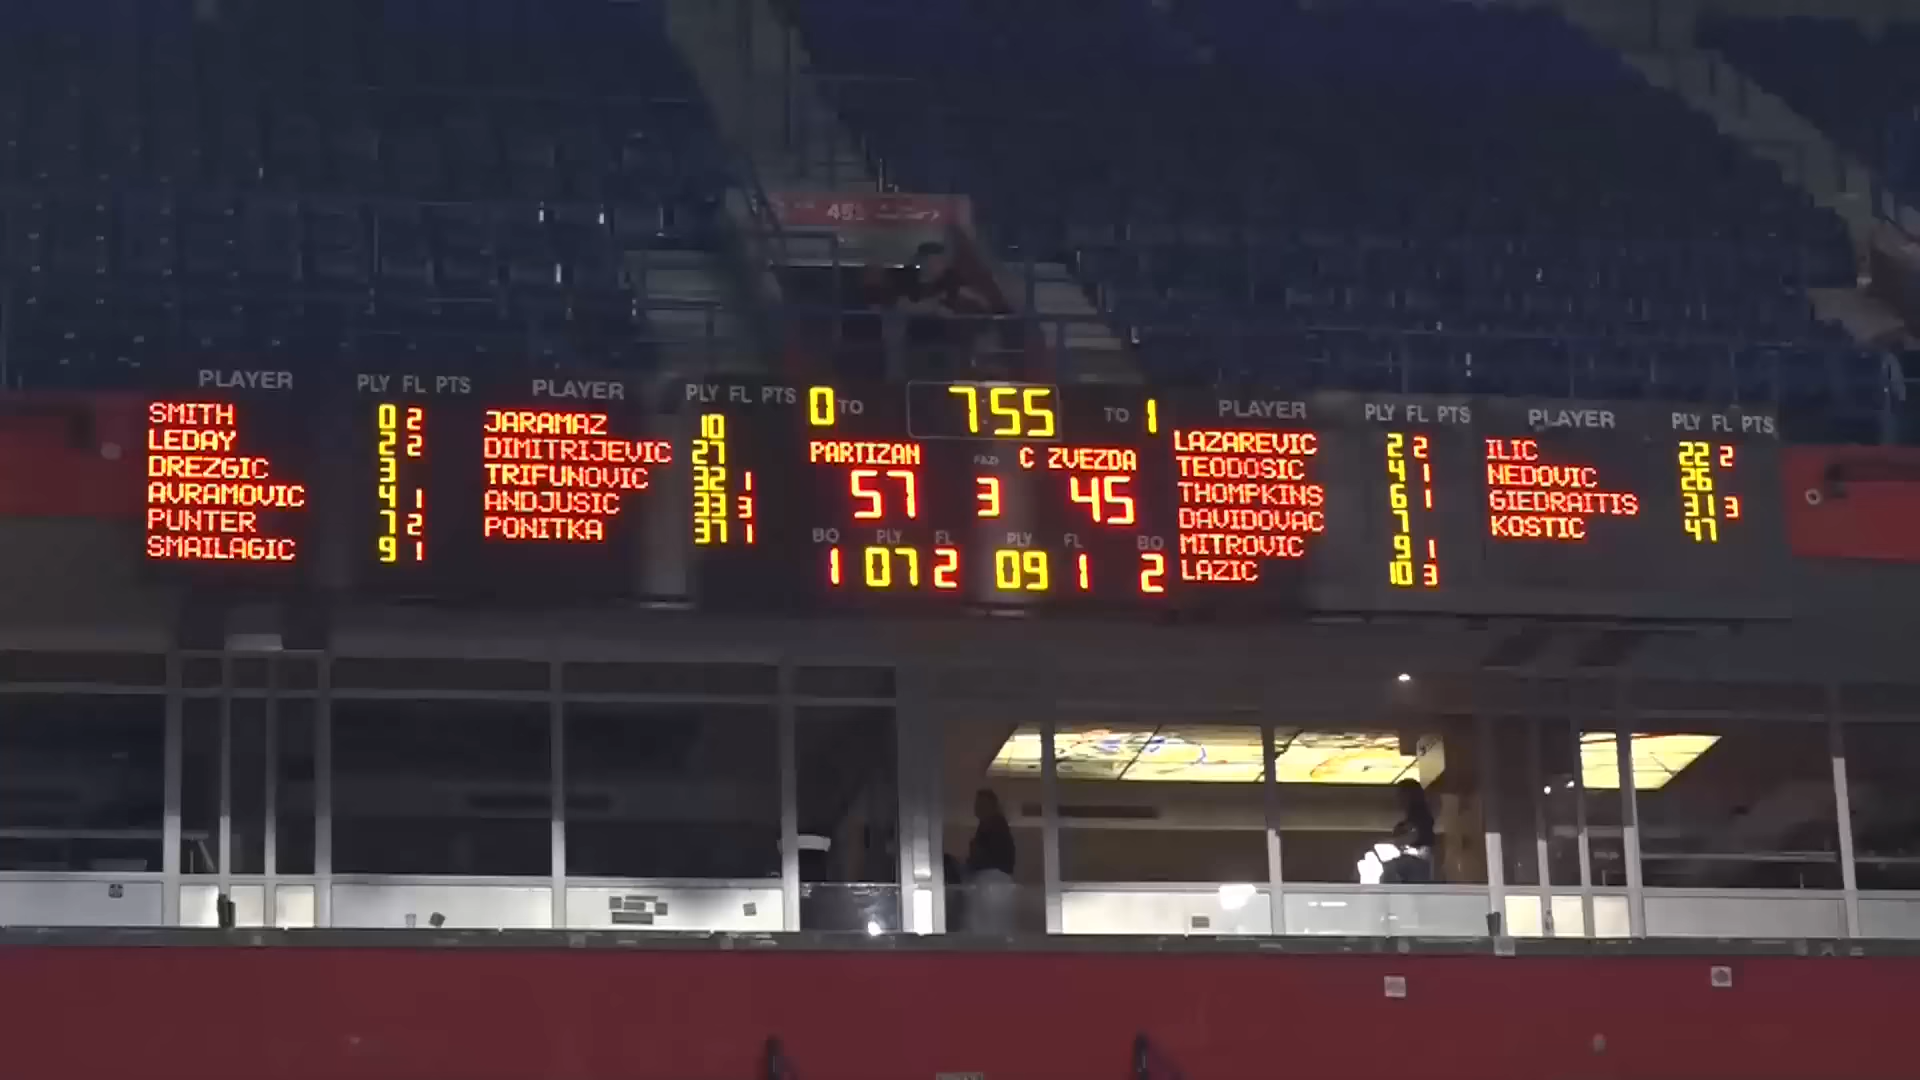 451
PLAYER PLY FL PTS
SMITH 0 2
LEDAY 2 2
DREZGIC 3
AVRAMOVIC 4 1
PUNTER 7 2
SMAILAGIC 9 1
PLAYER PLY FL PTS
JARAMAZ 10
DIMITRIJEVIC 27
TRIFUNOVIC 32 1
ANDJUSIC 33 3
PONITKA 37 1
0 TO 7:55 TO 1
PARTIZAN FAZA C ZVEZDA
57 3 45
BO PLY FL PLY FL BO
1 07 2 09 1 2
PLAYER PLY FL PTS
LAZAREVIC 2 2
TEODOSIC 4 1
THOMPKINS 6 1
DAVIDOVAC 7
MITROVIC 9 1
LAZIC 10 3
PLAYER PLY FL PTS
ILIC 22 2
NEDOVIC 26
GIEDRAITIS 31 3
KOSTIC 47